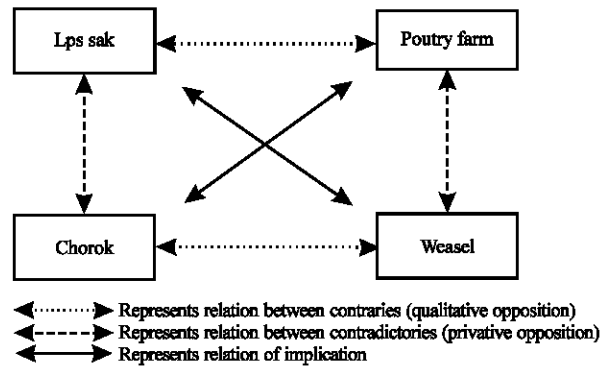 Lps sak
Poutry farm
Chorok
Weasel
Represents relation between contraries (qualitative opposition)
Represents relation between contradictories (privative opposition)
Represents relation of implication